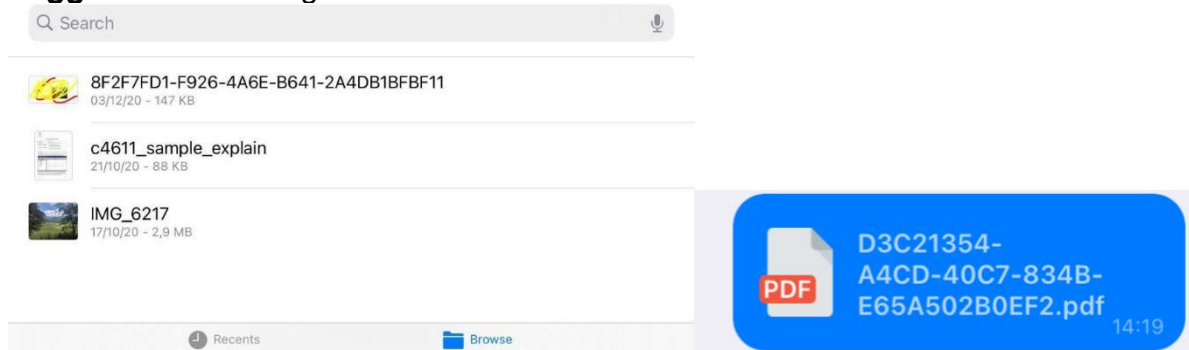 Search
8F2F7FD1-F926-4A6E-B641-2A4DB1BFBF11
03/12/20 - 147 KB
c4611_sample_explain
21/10/20 - 88 KB
IMG_6217
17/10/20 - 2,9 MB
Recents
Browse
PDF
D3C21354-
A4CD-40C7-834B-
E65A502B0EF2.pdf
14:19